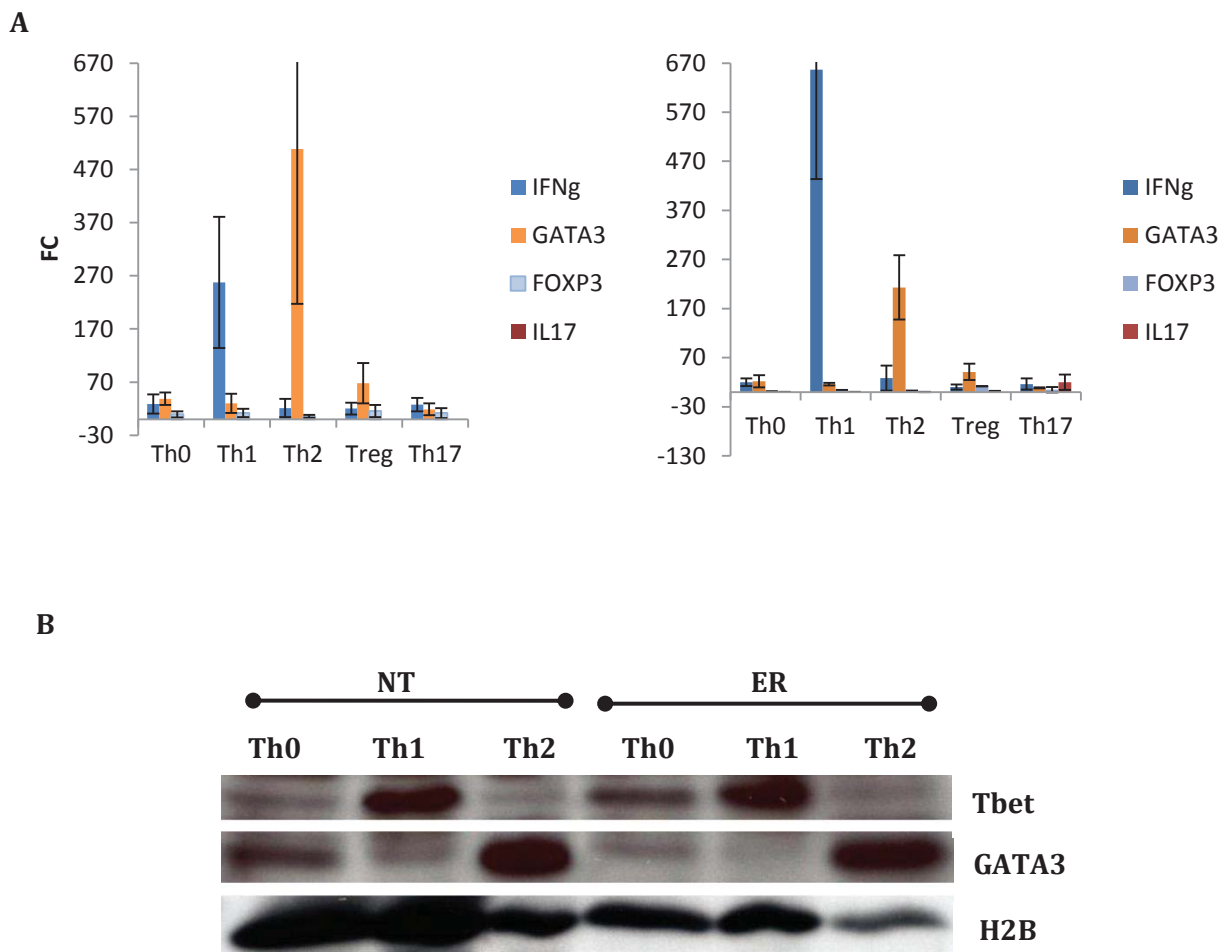 A
670
570
470
370
270
170
70
-30
FC
Th0 Th1 Th2 Treg Th17
IFNg
GATA3
FOXP3
IL17
670
570
470
370
270
170
70
-30
-130
Th0 Th1 Th2 Treg Th17
IFNg
GATA3
FOXP3
IL17
B
NT ER
Th0 Th1 Th2 Th0 Th1 Th2
Tbet
GATA3
H2B